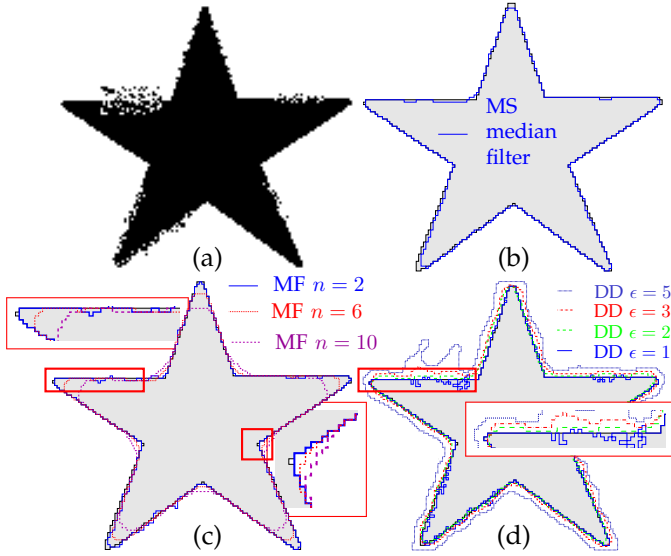 MS
median
filter
(a)
(b)
MF n = 2
MF n = 6
MF n = 10
DD ϵ = 5
DD ϵ = 3
DD ϵ = 2
DD ϵ = 1
(c)
(d)